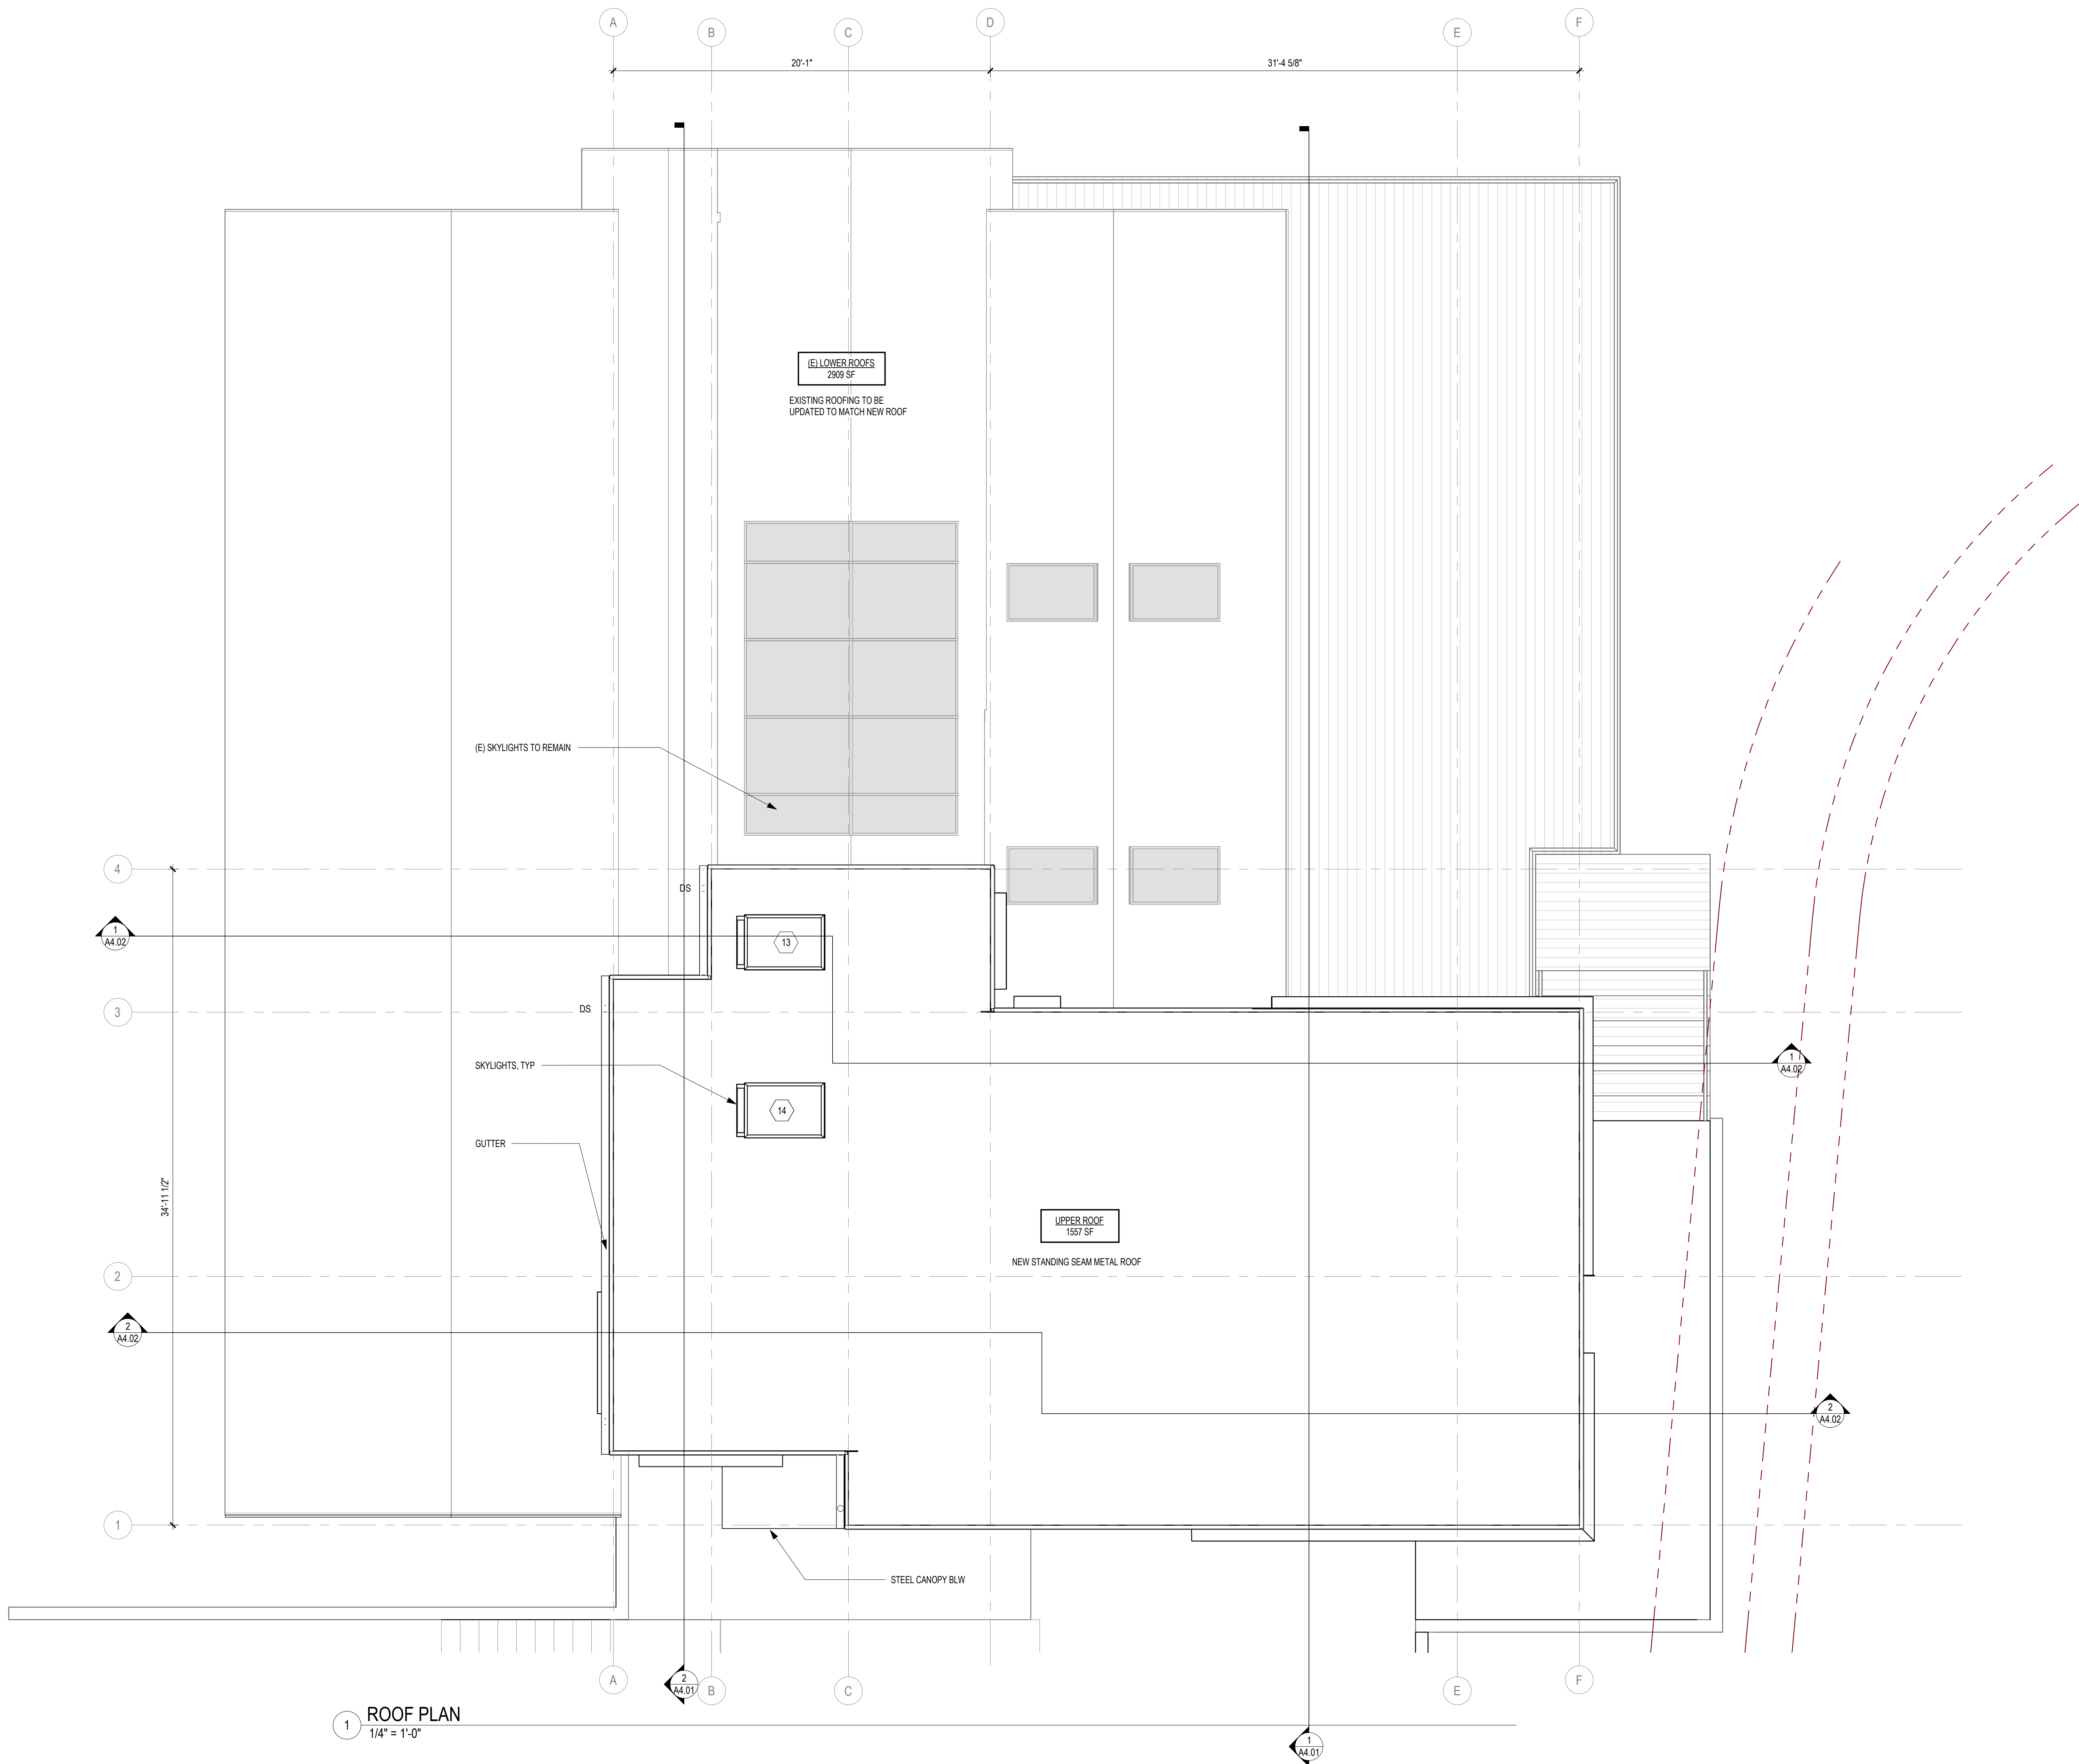 A
B
C
D
E
F
20'-1"
31'-4 5/8"
(E) LOWER ROOFS
2909 SF
EXISTING ROOFING TO BE
UPDATED TO MATCH NEW ROOF
(E) SKYLIGHTS TO REMAIN
4
DS
1
A4.02
13
3
DS
SKYLIGHTS, TYP
1
A4.02
14
GUTTER
34'-11 1/2"
UPPER ROOF
1557 SF
NEW STANDING SEAM METAL ROOF
2
2
A4.02
2
A4.02
1
STEEL CANOPY BLW
A
2
A4.01
B
C
E
F
1
ROOF PLAN
1/4" = 1'-0"
1
A4.01